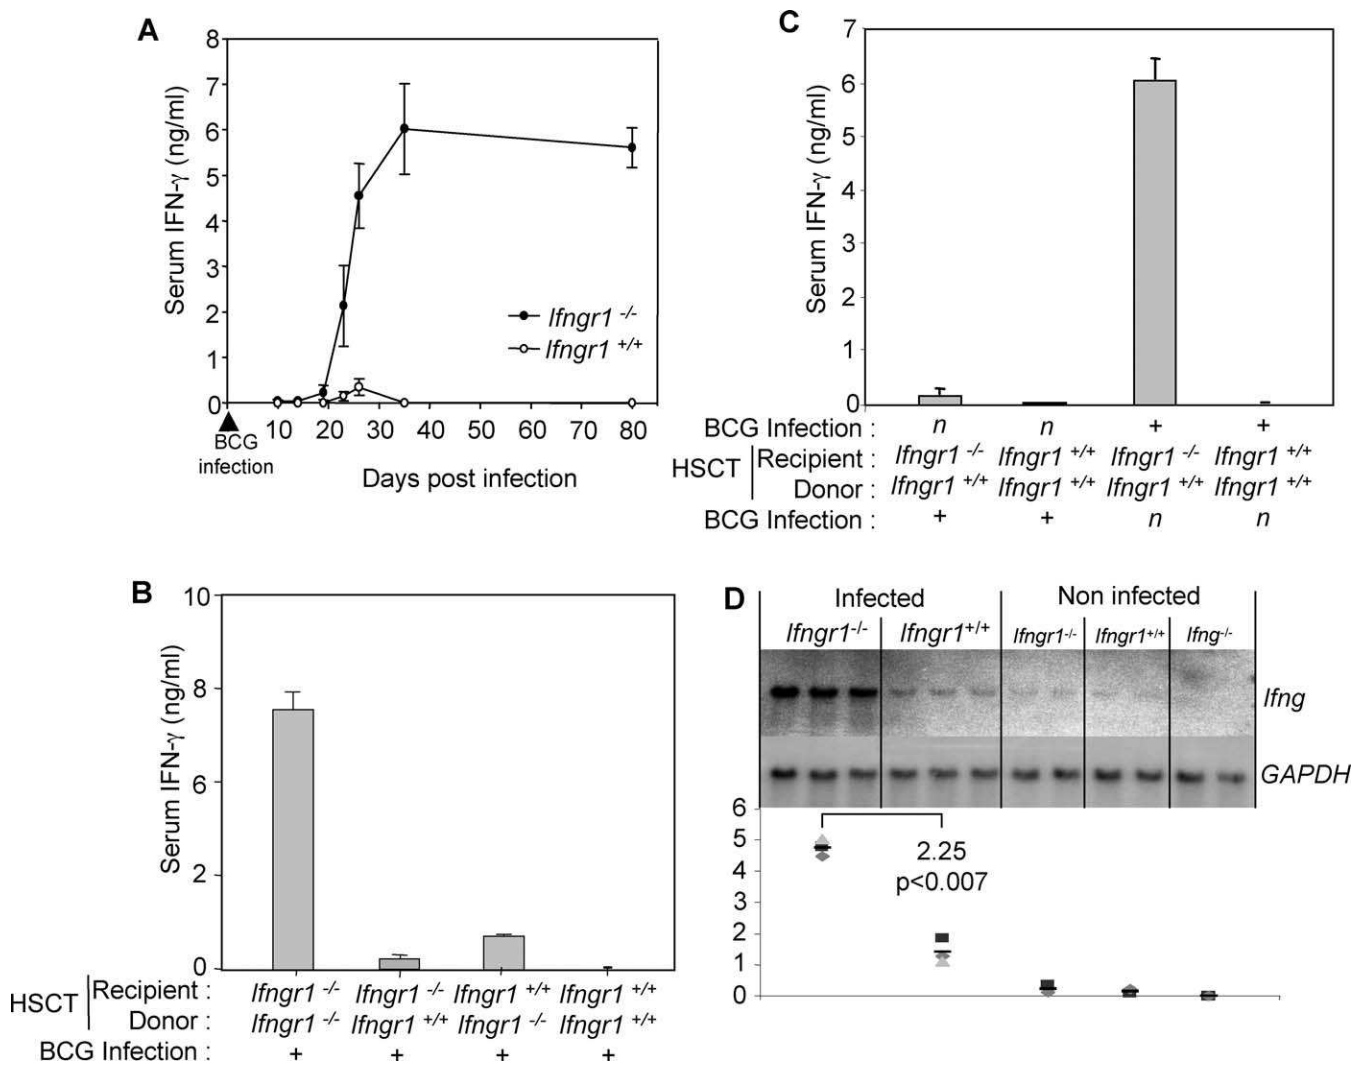 A
8
7
6
5
4
3
2
1
0
Serum IFN-γ (ng/ml)
Ifngr1 -/-
Ifngr1 +/+
BCG
infection
10 20 30 40 50 60 70 80
Days post infection
C
7
6
5
4
3
2
1
0
Serum IFN-γ (ng/ml)
BCG Infection : n n + +
HSCT
Recipient : Ifngr1 -/- Ifngr1 +/+ Ifngr1 -/- Ifngr1 +/+
Donor : Ifngr1 +/+ Ifngr1 +/+ Ifngr1 +/+ Ifngr1 +/+
BCG Infection : + + n n
B
10
8
6
4
2
0
Serum IFN-γ (ng/ml)
HSCT
Recipient : Ifngr1 -/- Ifngr1 -/- Ifngr1 +/+ Ifngr1 +/+
Donor : Ifngr1 -/- Ifngr1 +/+ Ifngr1 -/- Ifngr1 +/+
BCG Infection : + + + +
D
Infected Non infected
Ifngr1-/- Ifngr1+/+ Ifngr1-/- Ifngr1+/+ Ifng-/-
Ifng
GAPDH
6
5
4
3
2
1
0
2.25
p<0.007